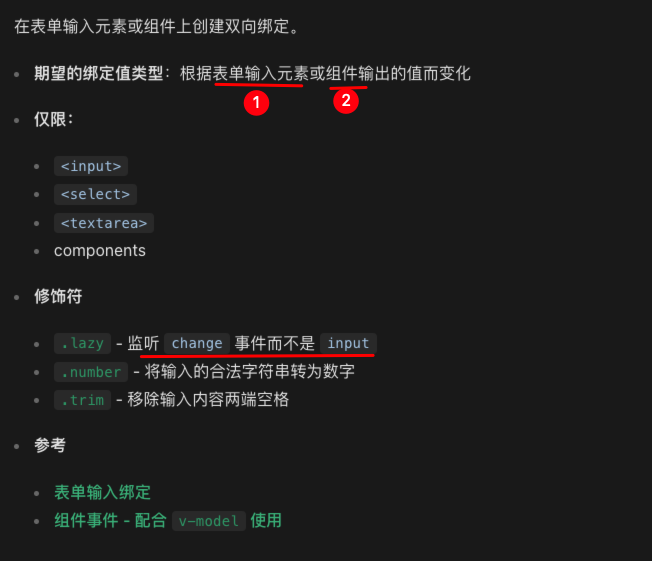 在表单输入元素或组件上创建双向绑定。
期望的绑定值类型：根据表单输入元素或组件输出的值而变化
1 2
仅限：
<input>
<select>
<textarea>
components
修饰符
.lazy - 监听 change 事件而不是 input
.number - 将输入的合法字符串转为数字
.trim - 移除输入内容两端空格
参考
表单输入绑定
组件事件 - 配合 v-model 使用